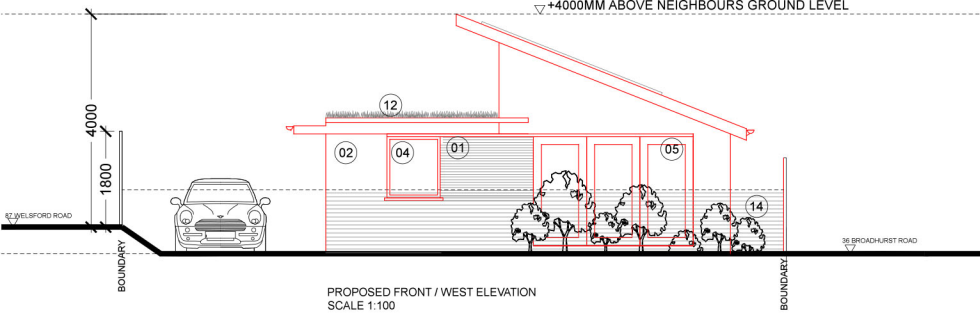 +4000MM ABOVE NEIGHBOURS GROUND LEVEL
4000
1800
12
02
04
01
05
14
87 WELSFORD ROAD
36 BROADHURST ROAD
BOUNDARY
BOUNDARY
PROPOSED FRONT / WEST ELEVATION
SCALE 1:100